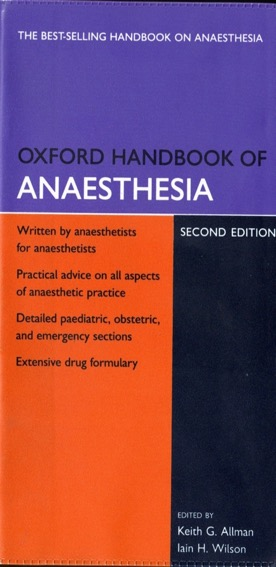 THE BEST-SELLING HANDBOOK ON ANAESTHESIA
OXFORD HANDBOOK OF
ANAESTHESIA
SECOND EDITION
Written by anaesthetists
for anaesthetists
Practical advice on all aspects
of anaesthetic practice
Detailed paediatric, obstetric,
and emergency sections
Extensive drug formulary
EDITED BY
Keith G. Allman
Iain H. Wilson